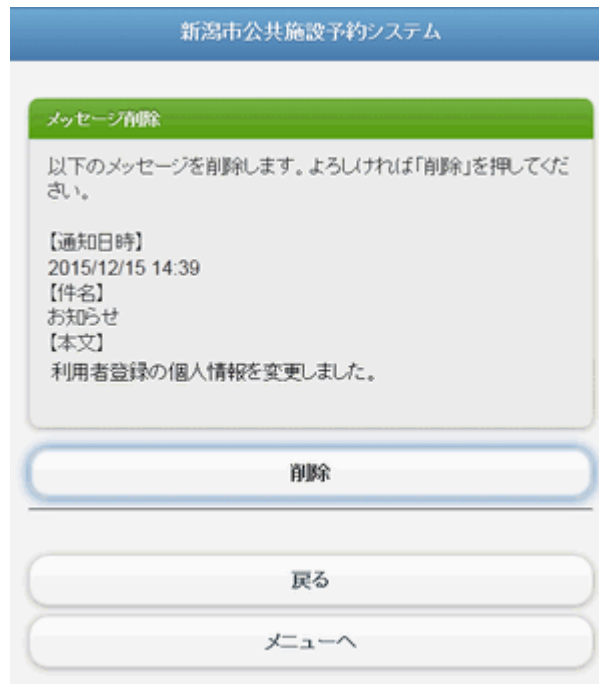 新潟市公共施設予約システム
メッセージ削除
以下のメッセージを削除します。よろしければ「削除」を押してくだ
さい。
【通知日時】
2015/12/15 14:39
【件名】
お知らせ
【本文】
利用者登録の個人情報を変更しました。
削除
戻る
メニューへ